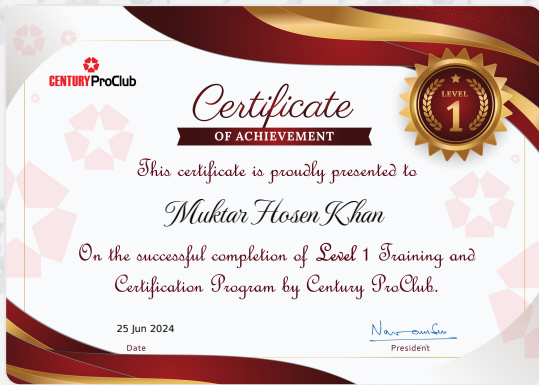 CENTURY ProClub
Certificate
OF ACHIEVEMENT
LEVEL
1
This certificate is proudly presented to
Muktar Hosen Khan
On the successful completion of Level 1 Training and
Certification Program by Century ProClub.
25 Jun 2024
Date
President